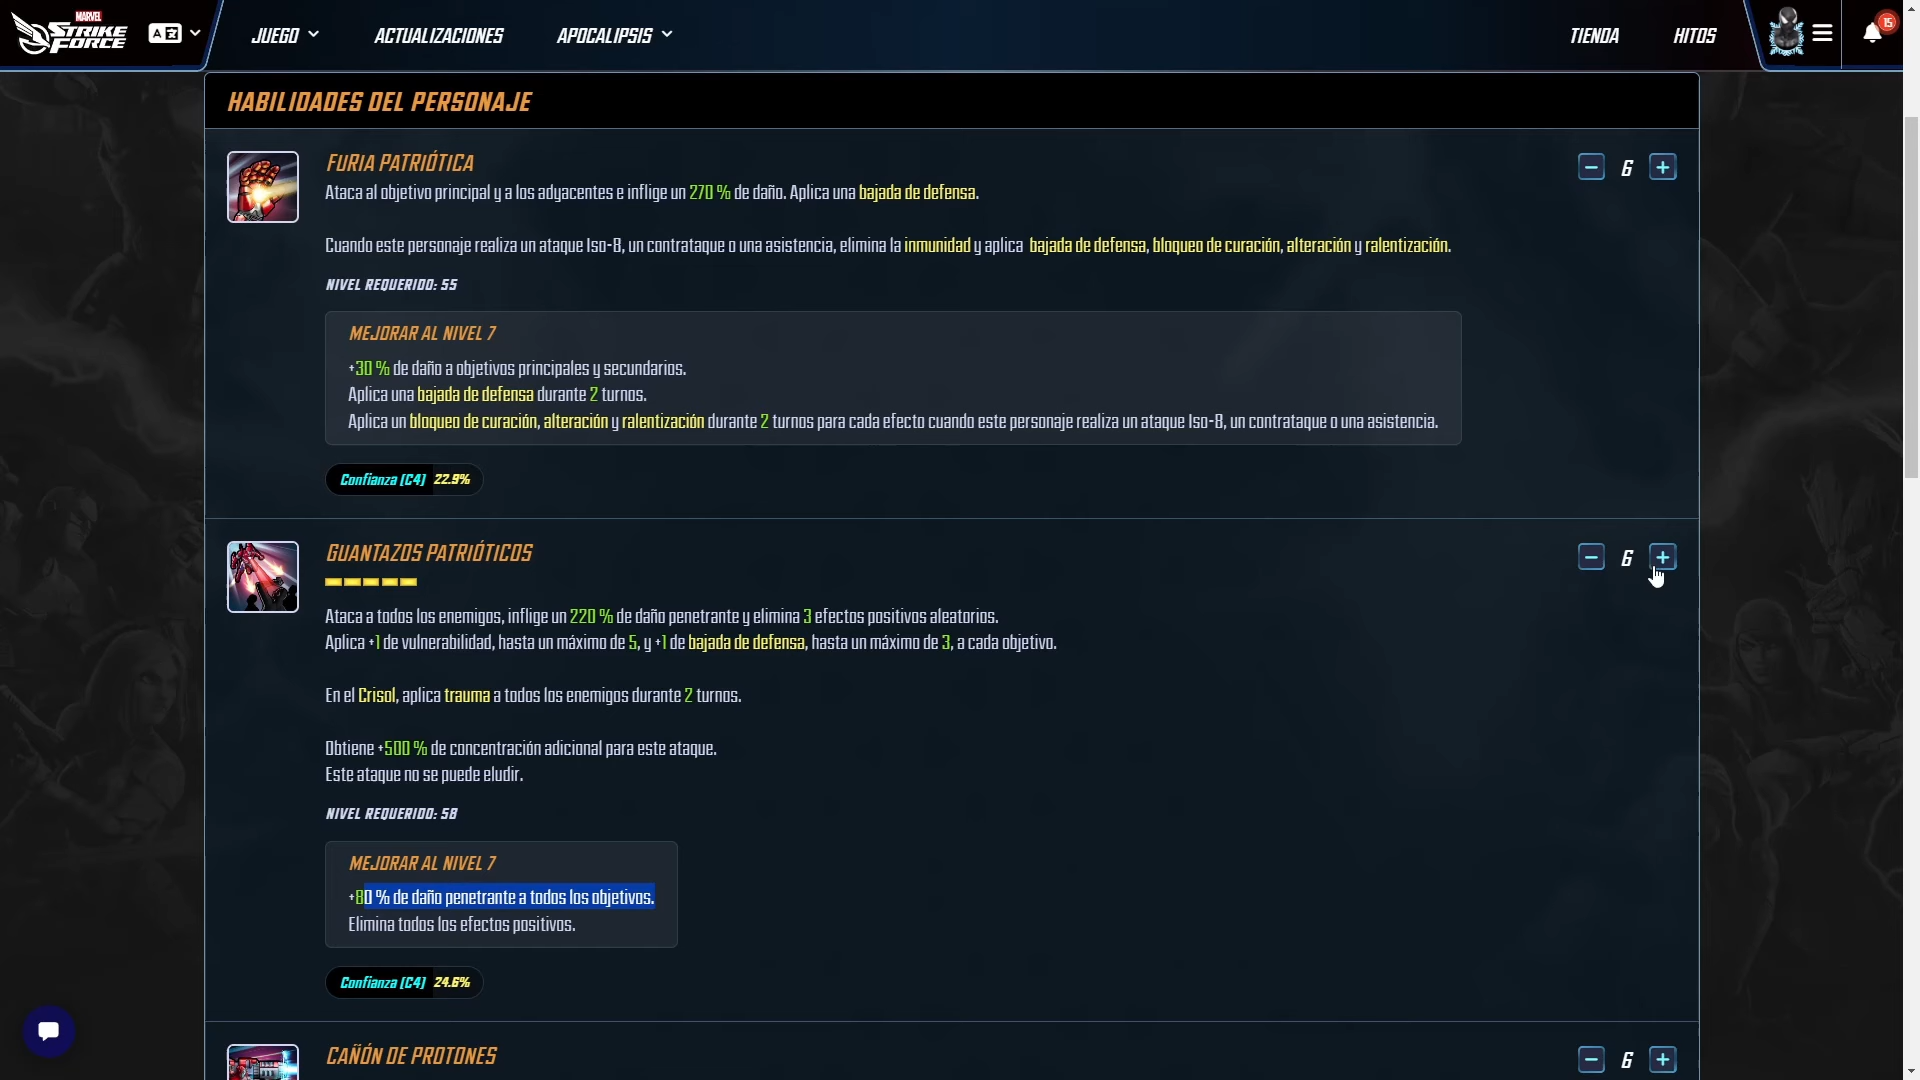 MARVEL
STRIKE
FORCE
JUEGO
ACTUALIZACIONES
APOCALIPSIS
TIENDA
HITOS
15
HABILIDADES DEL PERSONAJE
FURIA PATRIÓTICA
6
Ataca al objetivo principal y a los adyacentes e inflige un 270 % de daño. Aplica una bajada de defensa.
Cuando este personaje realiza un ataque Iso-8, un contrataque o una asistencia, elimina la inmunidad y aplica bajada de defensa, bloqueo de curación, alteración y ralentización.
NIVEL REQUERIDO: 55
MEJORAR AL NIVEL 7
+30 % de daño a objetivos principales y secundarios.
Aplica una bajada de defensa durante 2 turnos.
Aplica un bloqueo de curación, alteración y ralentización durante 2 turnos para cada efecto cuando este personaje realiza un ataque Iso-8, un contrataque o una asistencia.
Confianza (C4) 22.9%
GUANTAZOS PATRIÓTICOS
6
Ataca a todos los enemigos, inflige un 220 % de daño penetrante y elimina 3 efectos positivos aleatorios.
Aplica +1 de vulnerabilidad, hasta un máximo de 5, y +1 de bajada de defensa, hasta un máximo de 3, a cada objetivo.
En el Crisol, aplica trauma a todos los enemigos durante 2 turnos.
Obtiene +500 % de concentración adicional para este ataque.
Este ataque no se puede eludir.
NIVEL REQUERIDO: 58
MEJORAR AL NIVEL 7
+80 % de daño penetrante a todos los objetivos.
Elimina todos los efectos positivos.
Confianza (C4) 24.6%
CAÑÓN DE PROTONES
6